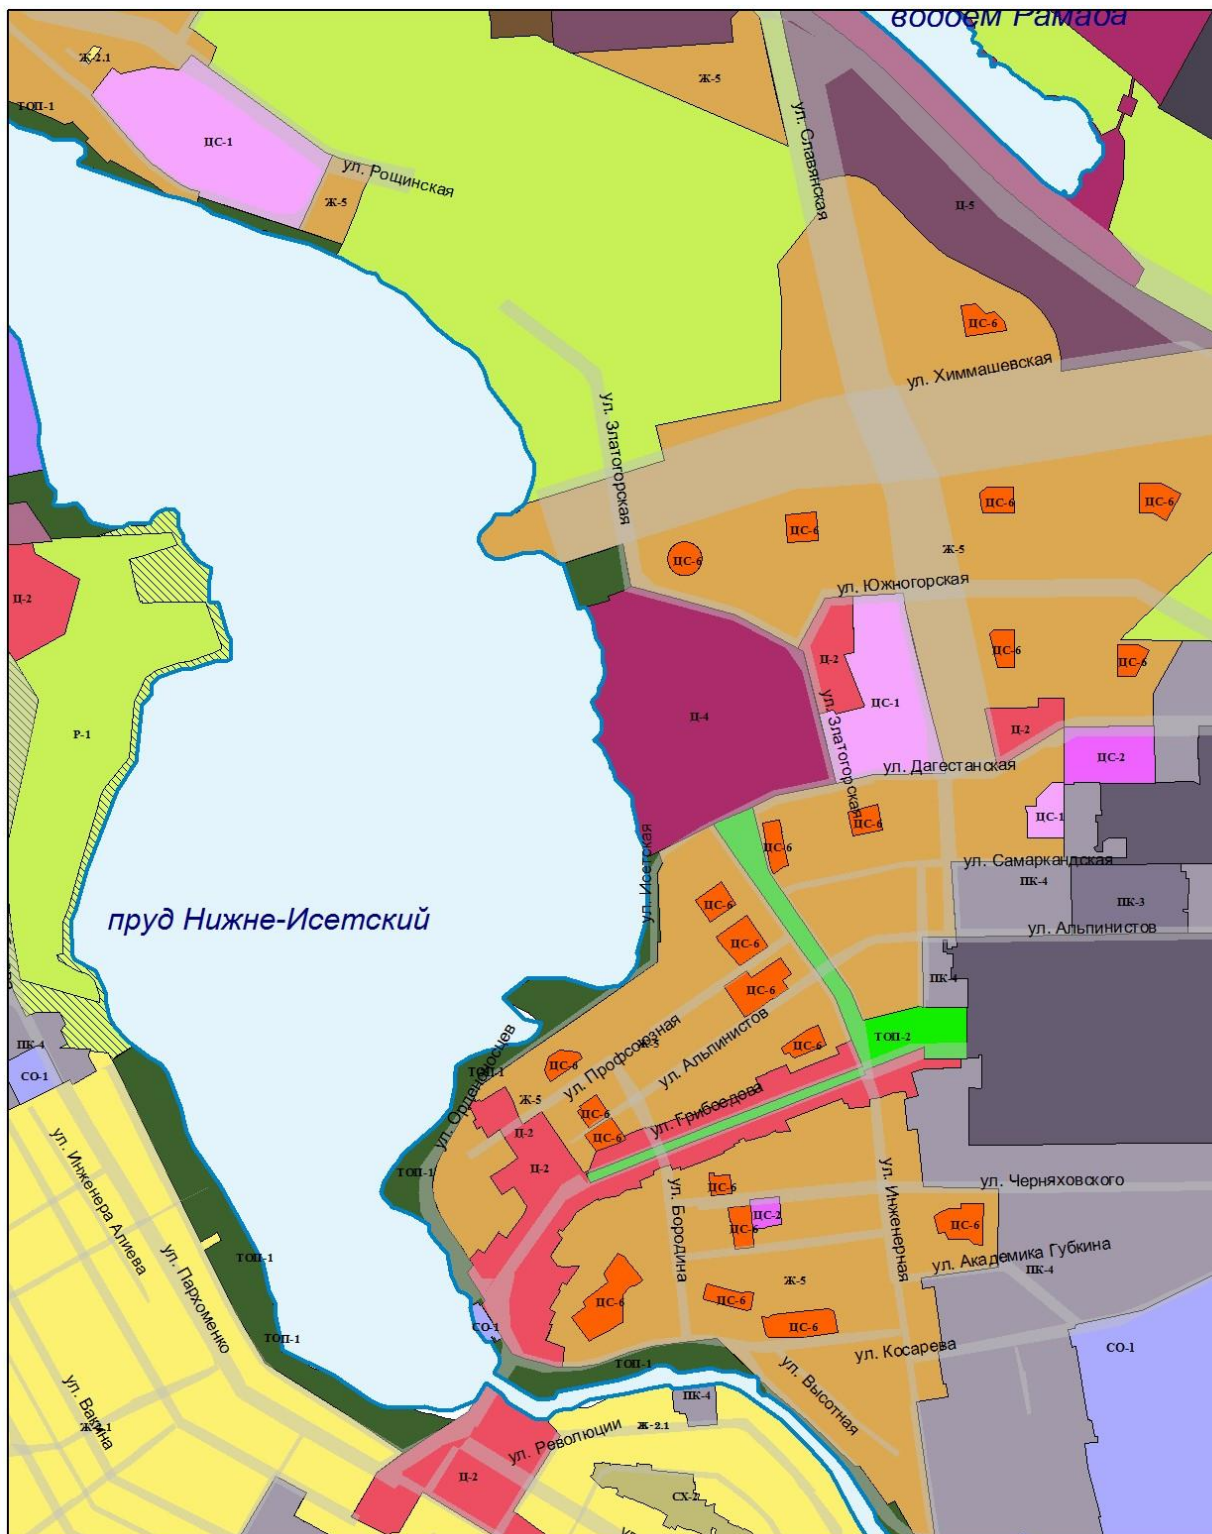 водоем Рамада
Ж-2.1
Ж-5
ТОП-1
ул. Славянская
ЦС-1
ул. Рощинская
Ж-5
Ц-5
ЦС-6
ул. Химмашевская
ул. Златогорская
ЦС-6
ЦС-6
ЦС-6
ЦС-6
Ж-5
ул. Южногорская
Ц-2
ЦС-6
ЦС-6
Ц-2
ЦС-1
Ц-4
ул. Златогорская
Ц-2
Р-1
ЦС-2
ул. Дагестанская
ЦС-6
ЦС-1
ЦС-6
ул. Исетская
ул. Самаркандская
ПК-4
ПК-3
ЦС-6
пруд Нижне-Исетский
ул. Альпинистов
ЦС-6
ПК-4
ЦС-6
ТОП-2
ПК-4
Ж-5
ЦС-6
ул. Профсоюзная
ул. Альпинистов
ЦС-6
ТОП-1
СО-1
ул. Орденоносцев
Ж-5
ЦС-6
ул. Грибоедова
Ц-2
ЦС-6
Ц-2
ТОП-1
ул. Инженера Алиева
ЦС-6
ул. Черняховского
ул. Бородина
ул. Инженерная
ЦС-2
ЦС-6
ЦС-6
ул. Академика Губкина
ТОП-1
ПК-4
Ж-5
ул. Пархоменко
ЦС-6
ЦС-6
ЦС-6
СО-1
ТОП-1
ул. Косарева
СО-1
ТОП-1
ул. Высотная
ул. Вакина
ПК-4
Ж-2.1
ул. Революции
Ж-2.1
Ц-2
СХ-2